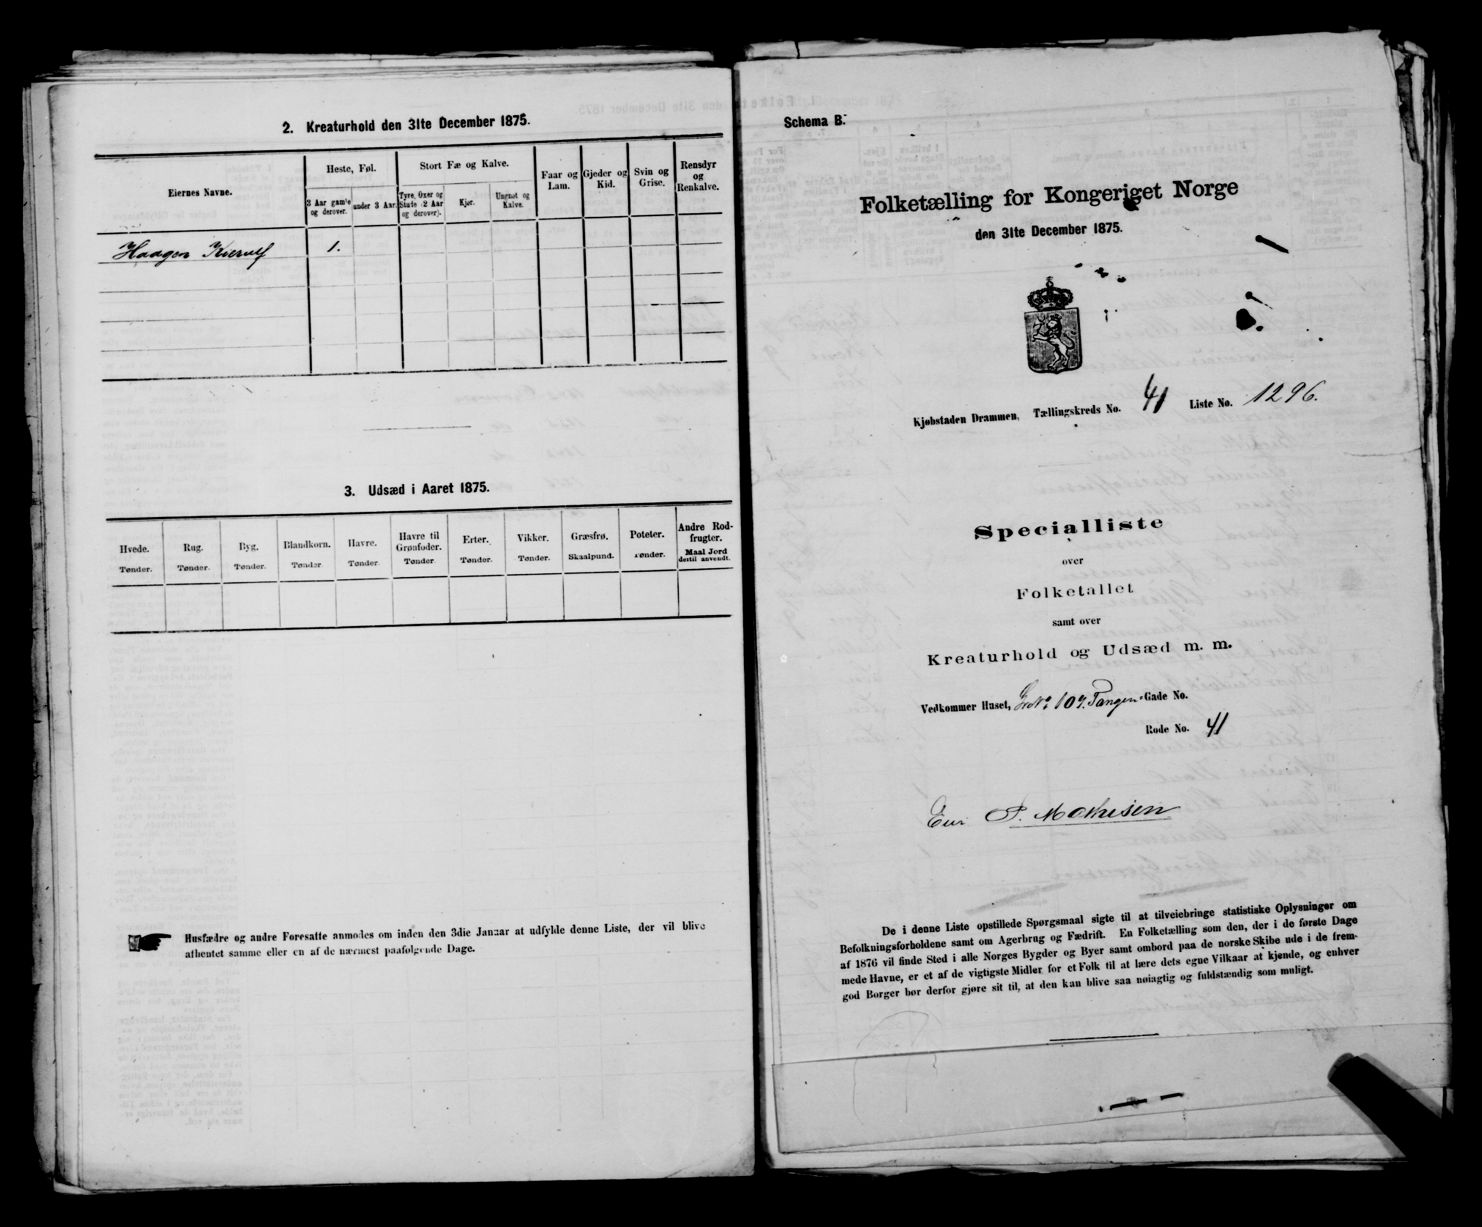 2. Kreaturhold den 31te December 1875.
Eiernes Navne.
Heste, Føl.
Stort Fæ og Kalve.
Faar og Lam.
Gjeder og Kid.
Svin og Grise.
Rensdyr og Renkalve.
3 Aar gamle og derover.
under 3 Aar.
Tyre, Oxer og Stute (2 Aar og derover).
Kjør.
Ungnøt og Kalve.
Haagen Kierulf 1.
3. Udsæd i Aaret 1875.
Hvede. Rug. Byg. Blandkorn. Havre. Havre til Grønfoder. Erter. Vikker. Græsfrø. Poteter. Andre Rodfrugter.
Tønder. Tønder. Tønder. Tønder. Tønder. Tønder. Tønder. Tønder. Skaalpund. Tønder. Maal Jord dertil anvendt.
Husfædre og andre Foresatte anmodes om inden den 3die Januar at udfylde denne Liste, der vil blive
afhentet samme eller en af de nærmest paafølgende Dage.
Schema B.
Folketælling for Kongeriget Norge
den 31te December 1875.
Kjøbstaden Drammen, Tællingskreds No. 41 Liste No. 1296.
Specialliste
over
Folketallet
samt over
Kreaturhold og Udsæd m. m.
Vedkommer Huset, Tangen Gade No.
Rode No. 41
De i denne Liste opstillede Spørgsmaal sigte til at tilveiebringe statistiske Oplysninger om
Befolkningsforholdene samt om Agerbrug og Fædrift. En Folketælling som den, der i de første Dage
af 1876 vil finde Sted i alle Norges Bygder og Byer samt ombord paa de norske Skibe ude i de frem-
mede Havne, er et af de vigtigste Midler for et Folk til at lære dets egne Vilkaar at kjende, og enhver
god Borger bør derfor gjøre sit til, at den kan blive saa nøiagtig og fuldstændig som muligt.